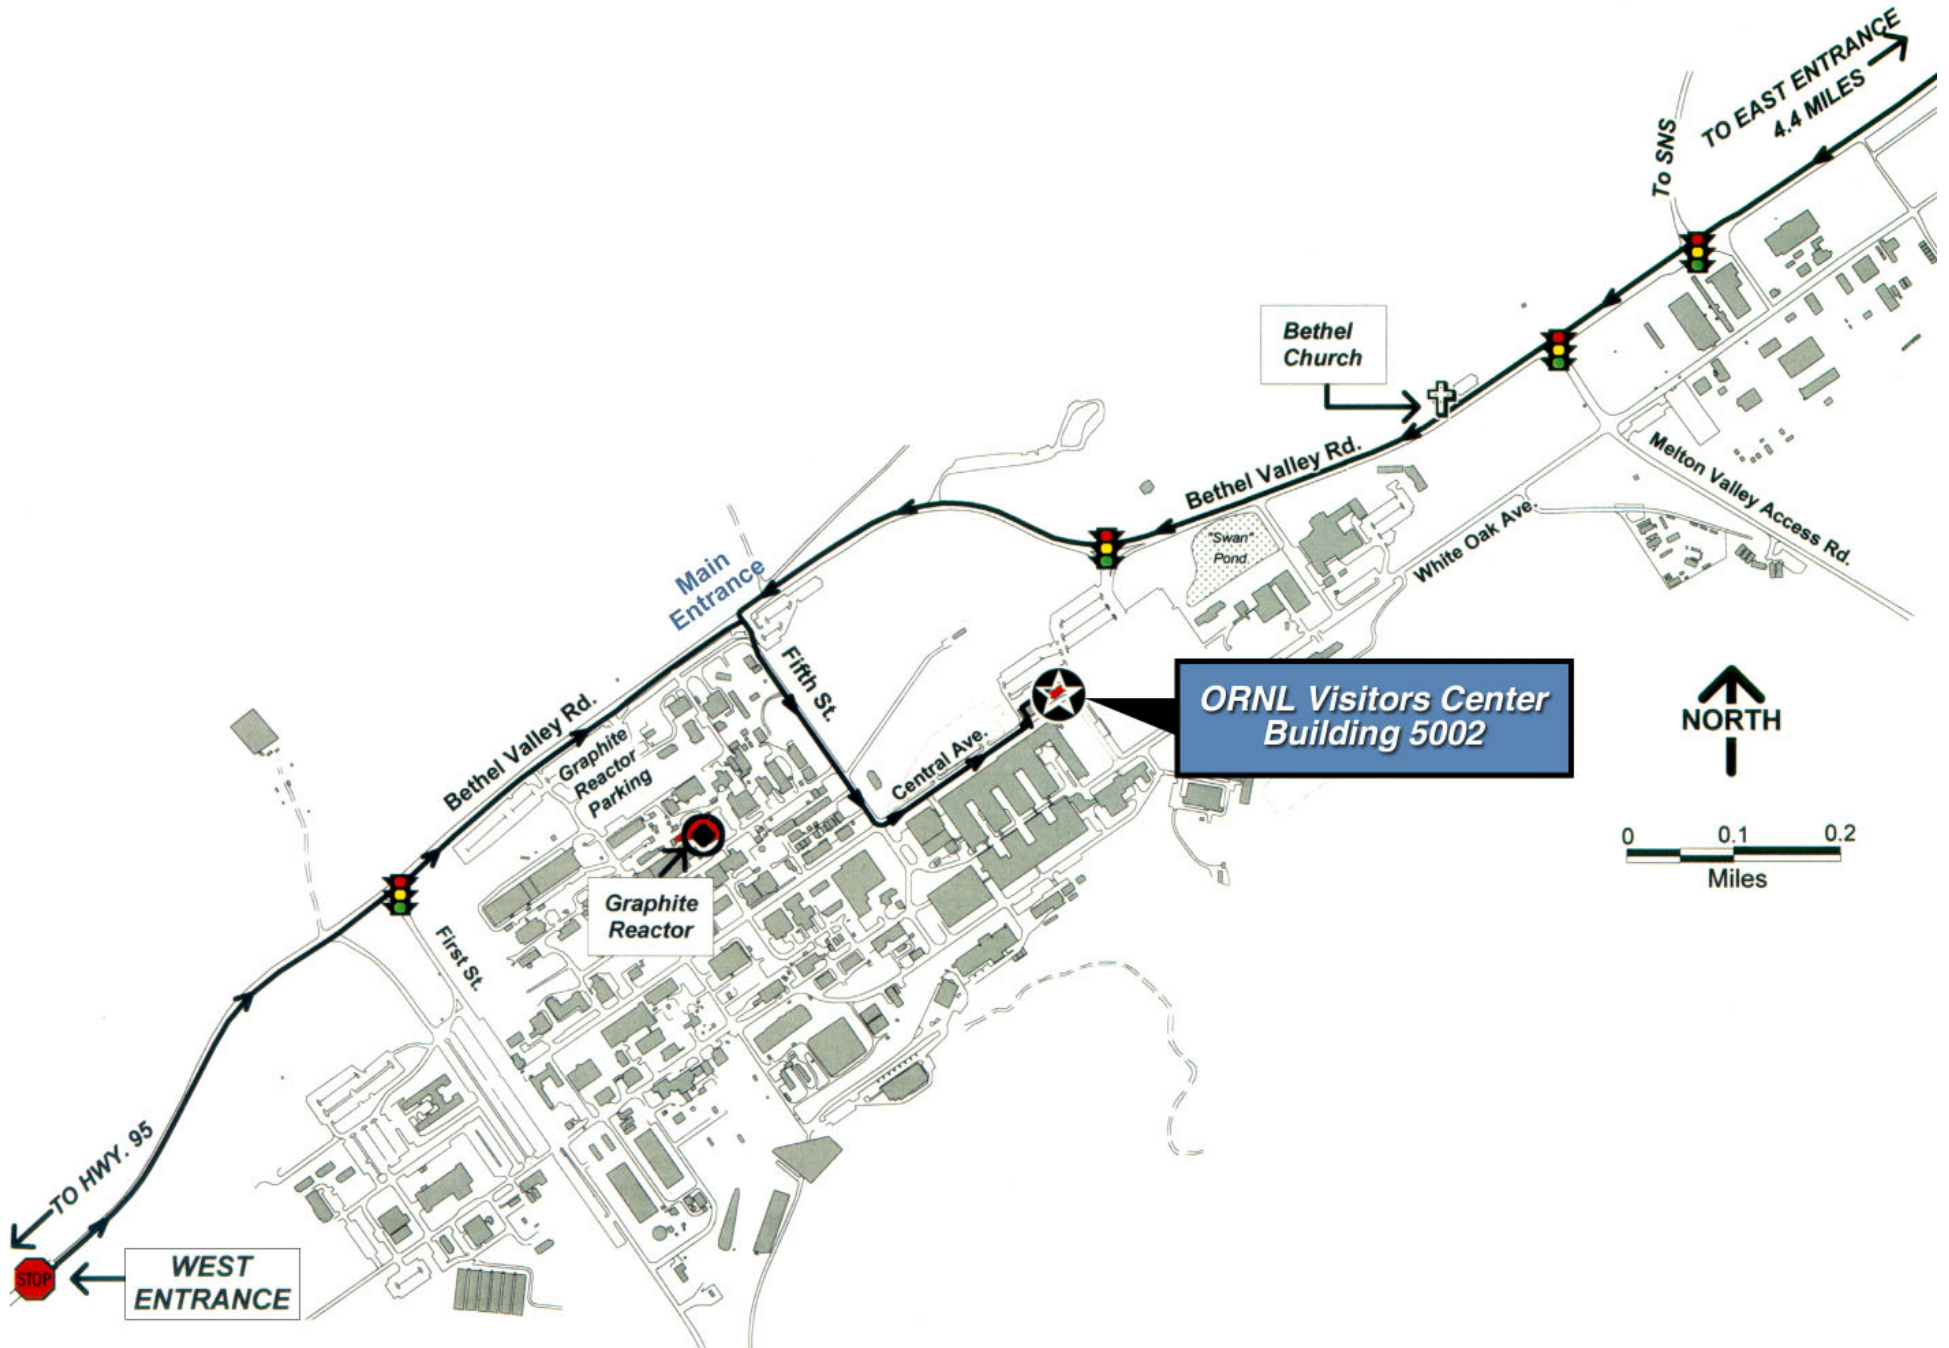 TO EAST ENTRANCE
4.4 MILES
To SNS
Bethel
Church
Bethel Valley Rd.
Melton Valley Access Rd.
"Swan"
Pond
White Oak Ave.
Main
Entrance
Fifth St.
ORNL Visitors Center
Building 5002
NORTH
Bethel Valley Rd.
Graphite
Reactor
Parking
Central Ave.
0 0.1 0.2
Miles
Graphite
Reactor
First St.
TO HWY. 95
STOP
WEST
ENTRANCE